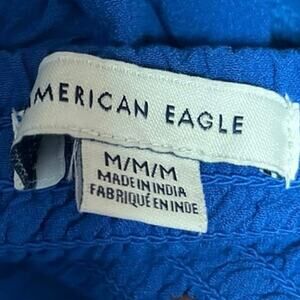 MERICAN EAGLE
M/M/M
MADE IN INDIA
FABRIQUÉ EN INDE